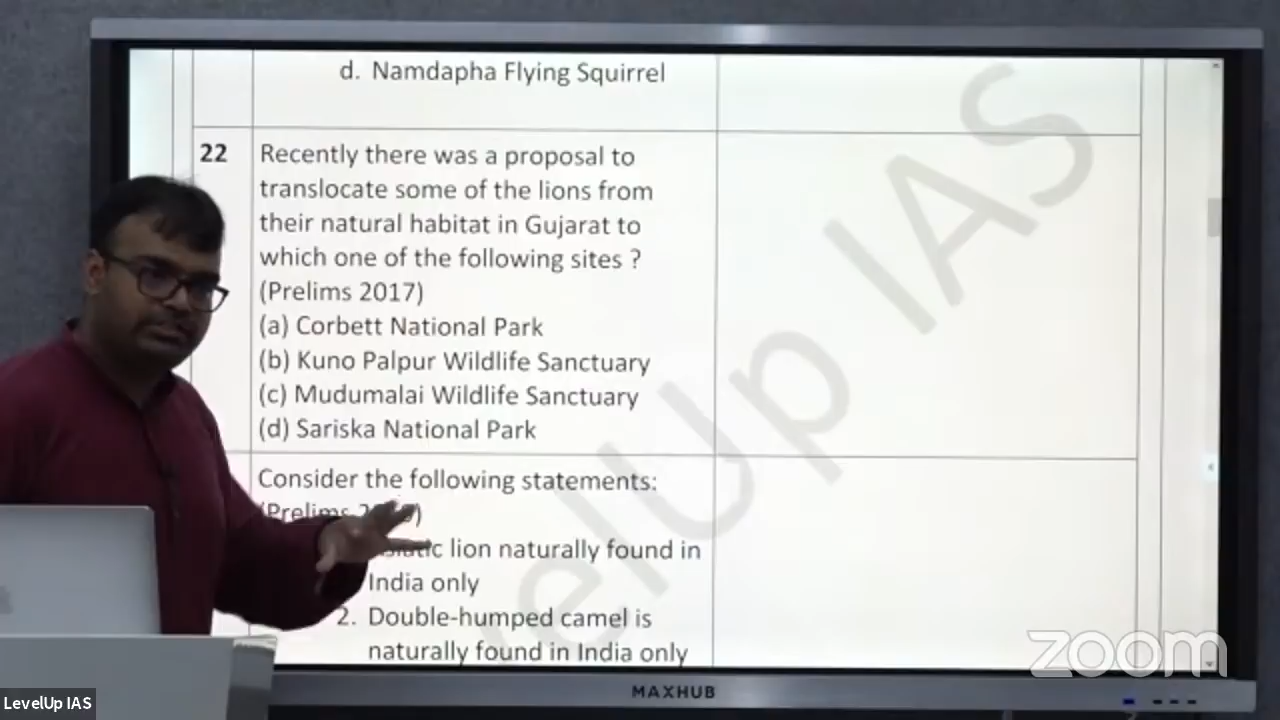 d. Namdapha Flying Squirrel
22
Recently there was a proposal to
translocate some of the lions from
their natural habitat in Gujarat to
which one of the following sites ?
(Prelims 2017)
(a) Corbett National Park
(b) Kuno Palpur Wildlife Sanctuary
(c) Mudumalai Wildlife Sanctuary
(d) Sariska National Park
Consider the following statements:
(Prelims
lion naturally found in
India only
2. Double-humped camel is
naturally found in India only
elUp IAS
zoom
MAXHUB
LevelUp IAS